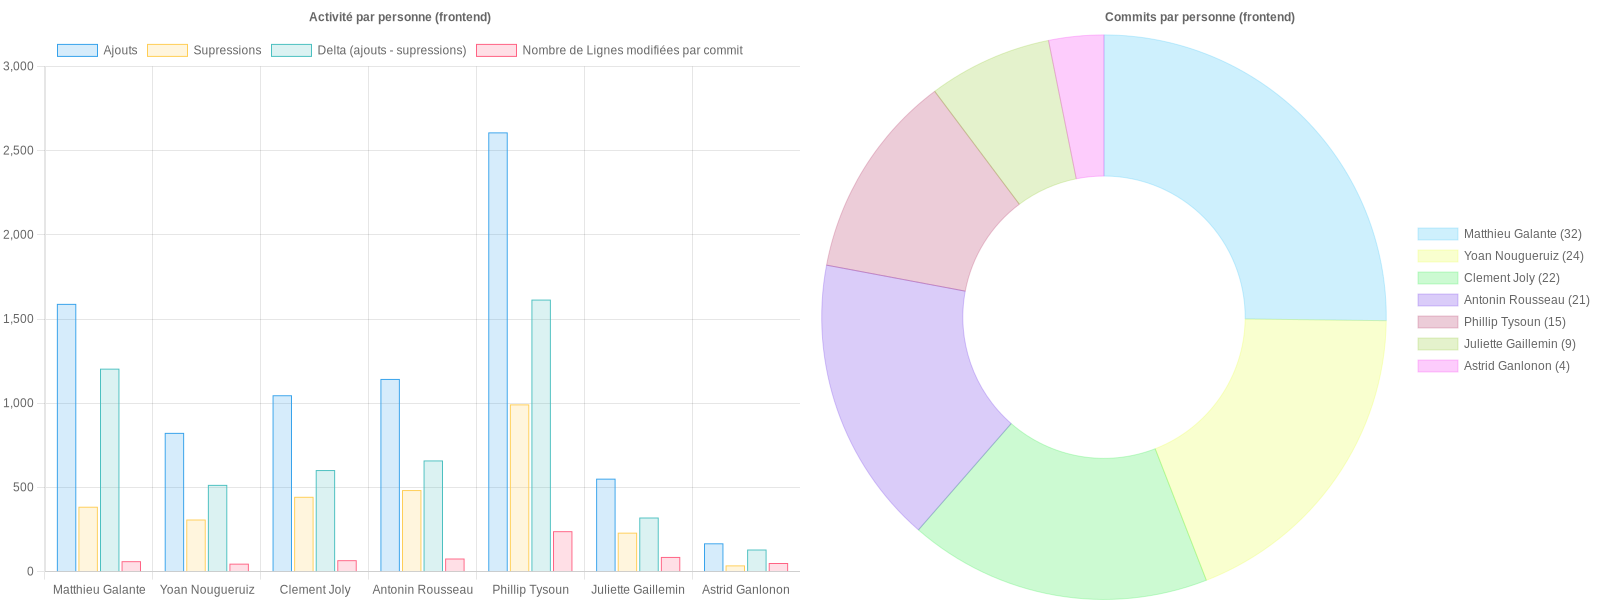 Activité par personne (frontend)
Ajouts
Supressions
Delta (ajouts - supressions)
Nombre de Lignes modifiées par commit
3,000
2,500
2,000
1,500
1,000
500
0
Matthieu Galante
Yoan Nougueruiz
Clement Joly
Antonin Rousseau
Phillip Tysoun
Juliette Gaillemin
Astrid Ganlonon
Commits par personne (frontend)
Matthieu Galante (32)
Yoan Nougueruiz (24)
Clement Joly (22)
Antonin Rousseau (21)
Phillip Tysoun (15)
Juliette Gaillemin (9)
Astrid Ganlonon (4)